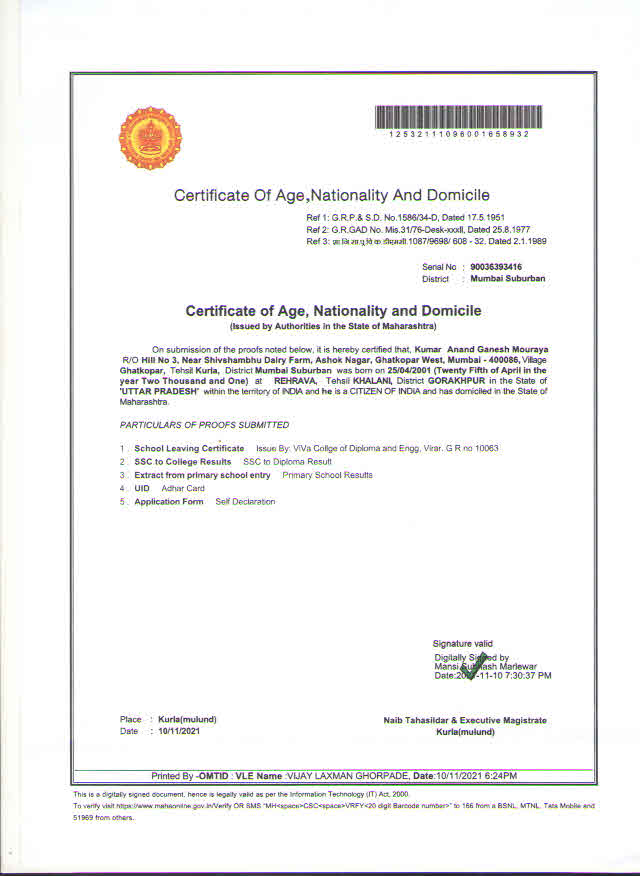 12532111096001658932
Certificate Of Age,Nationality And Domicile
Ref 1: G.R.P.& S.D. No.1586/34-D, Dated 17.5.1951
Ref 2: G.R.GAD No. Mis.31/76-Desk-xxxII, Dated 25.8.1977
Ref 3: 1087/9698/ 608 - 32. Dated 2.1.1989
Serial No : 90036393416
District : Mumbai Suburban
Certificate of Age, Nationality and Domicile
(Issued by Authorities in the State of Maharashtra)
On submission of the proofs noted below, it is hereby certified that, Kumar Anand Ganesh Mouraya
R/O Hill No 3, Near Shivshambhu Dairy Farm, Ashok Nagar, Ghatkopar West, Mumbai - 400086, Village
Ghatkopar, Tehsil Kurla, District Mumbai Suburban was born on 25/04/2001 (Twenty Fifth of April in the
year Two Thousand and One) at REHRAVA, Tehsil KHALANI, District GORAKHPUR in the State of
'UTTAR PRADESH' within the territory of INDIA and he is a CITIZEN OF INDIA and has domiciled in the State of
Maharashtra.
PARTICULARS OF PROOFS SUBMITTED
1 . School Leaving Certificate Issue By: ViVa Collge of Diploma and Engg, Virar. G R no 10063
2 . SSC to College Results SSC to Diploma Result
3 . Extract from primary school entry Primary School Results
4 . UID Adhar Card
5 . Application Form Self Declaration
Signature valid
Digitally Signed by
Mansi Subhash Marlewar
Date:2021-11-10 7:30:37 PM
Place : Kurla(mulund)
Date : 10/11/2021
Naib Tahasildar & Executive Magistrate
Kurla(mulund)
Printed By -OMTID : VLE Name :VIJAY LAXMAN GHORPADE, Date:10/11/2021 6:24PM
This is a digitally signed document, hence is legally valid as per the Information Technology (IT) Act, 2000.
To verify visit https://www.mahaonline.gov.in/Verify OR SMS "MH<space>CSC<space>VRFY<20 digit Barcode number>" to 166 from a BSNL, MTNL, Tata Mobile and
51969 from others.